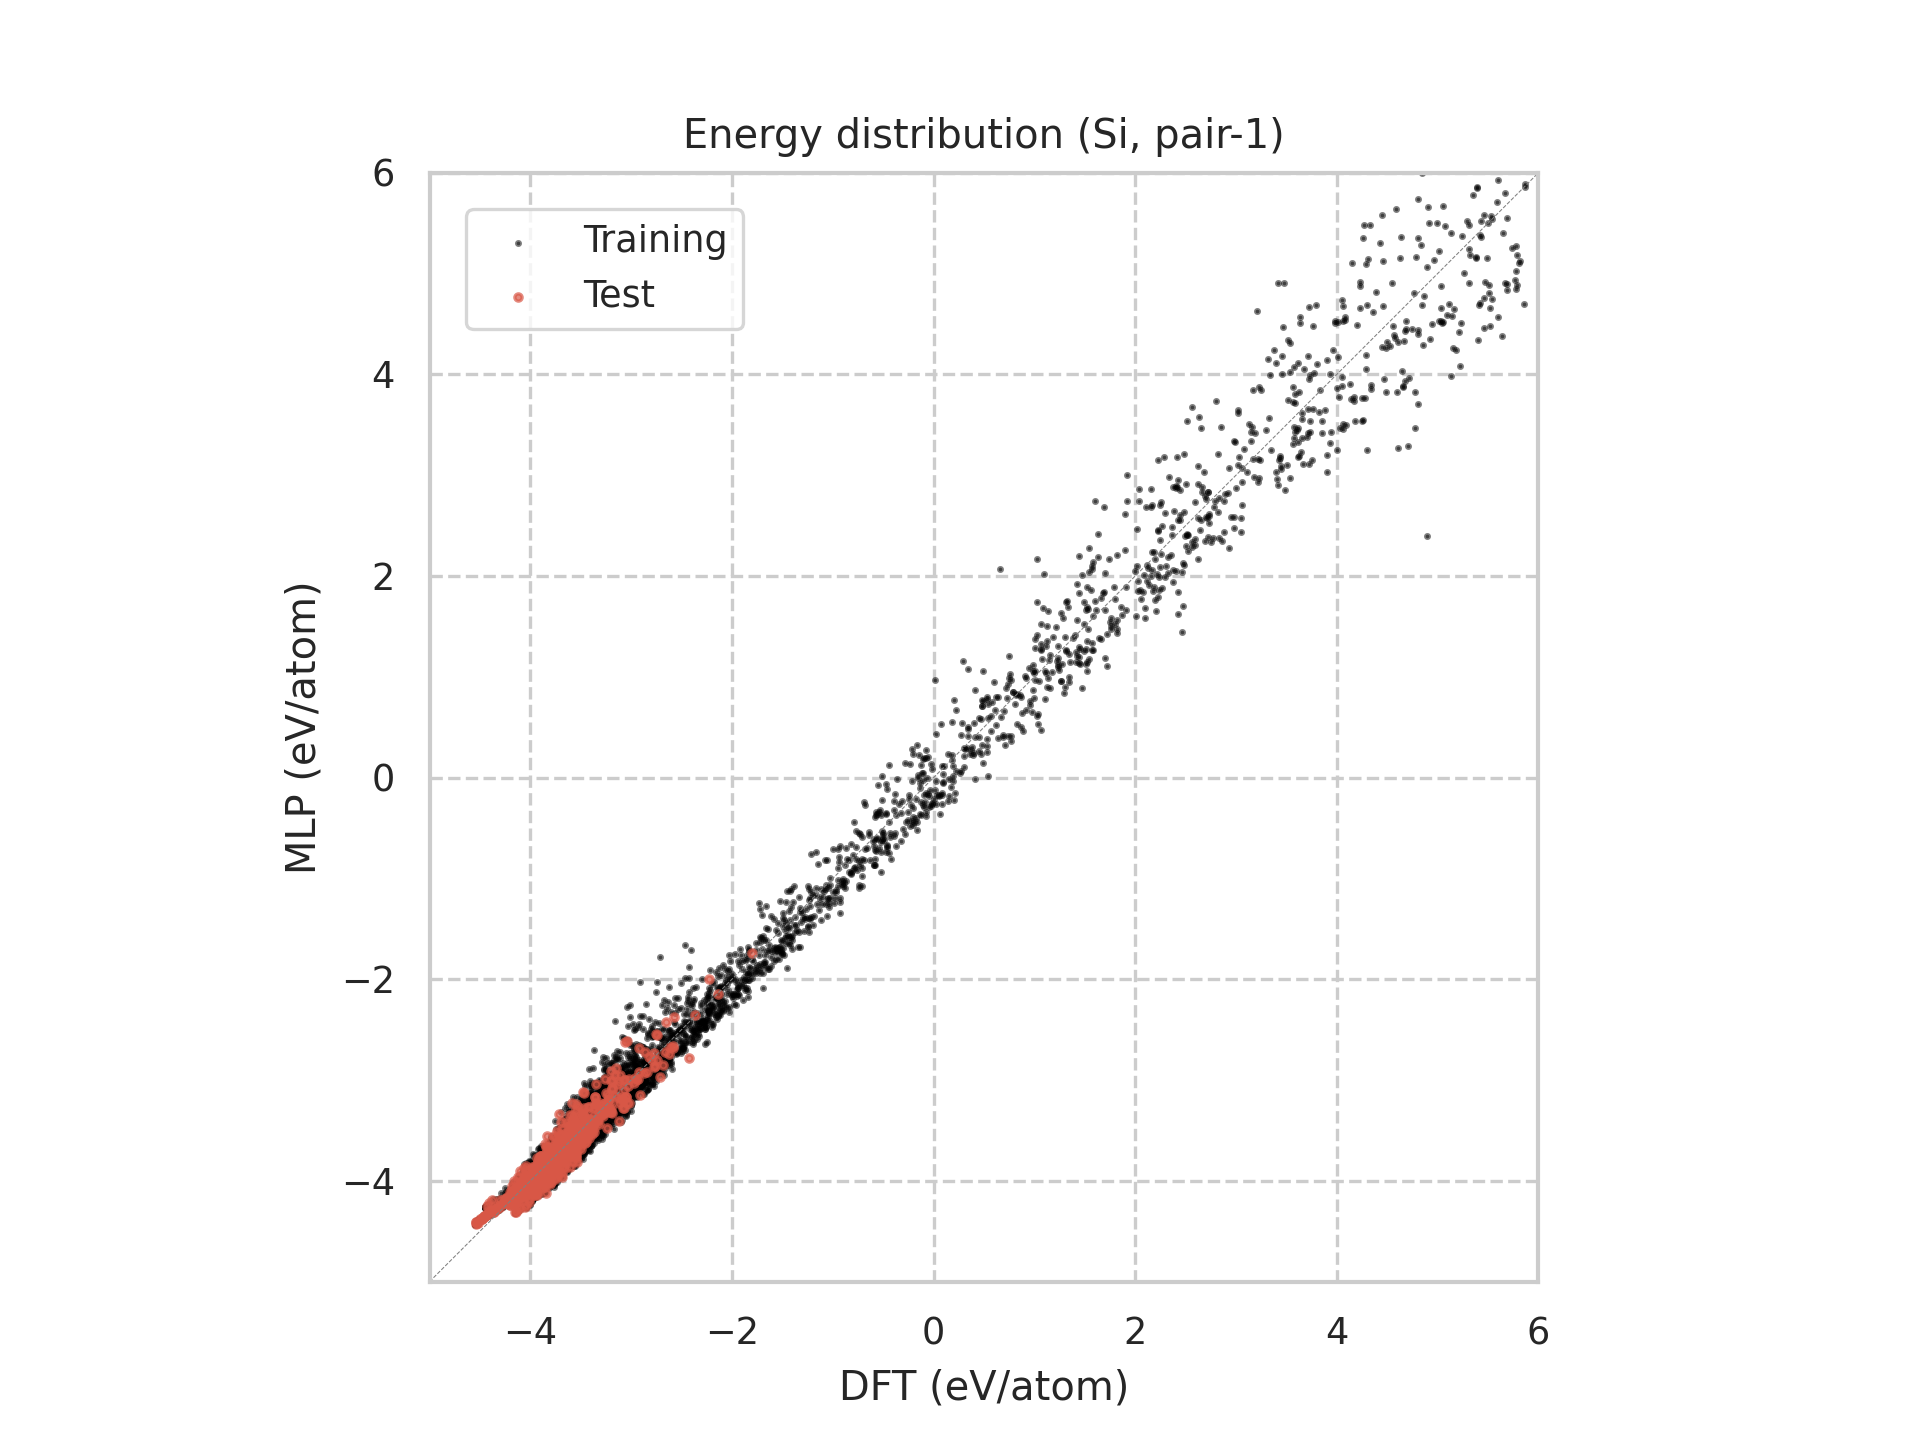 Energy distribution (Si, pair-1)
Training
Test
MLP (eV/atom)
6
4
2
0
−2
−4
−4 −2 0 2 4 6
DFT (eV/atom)